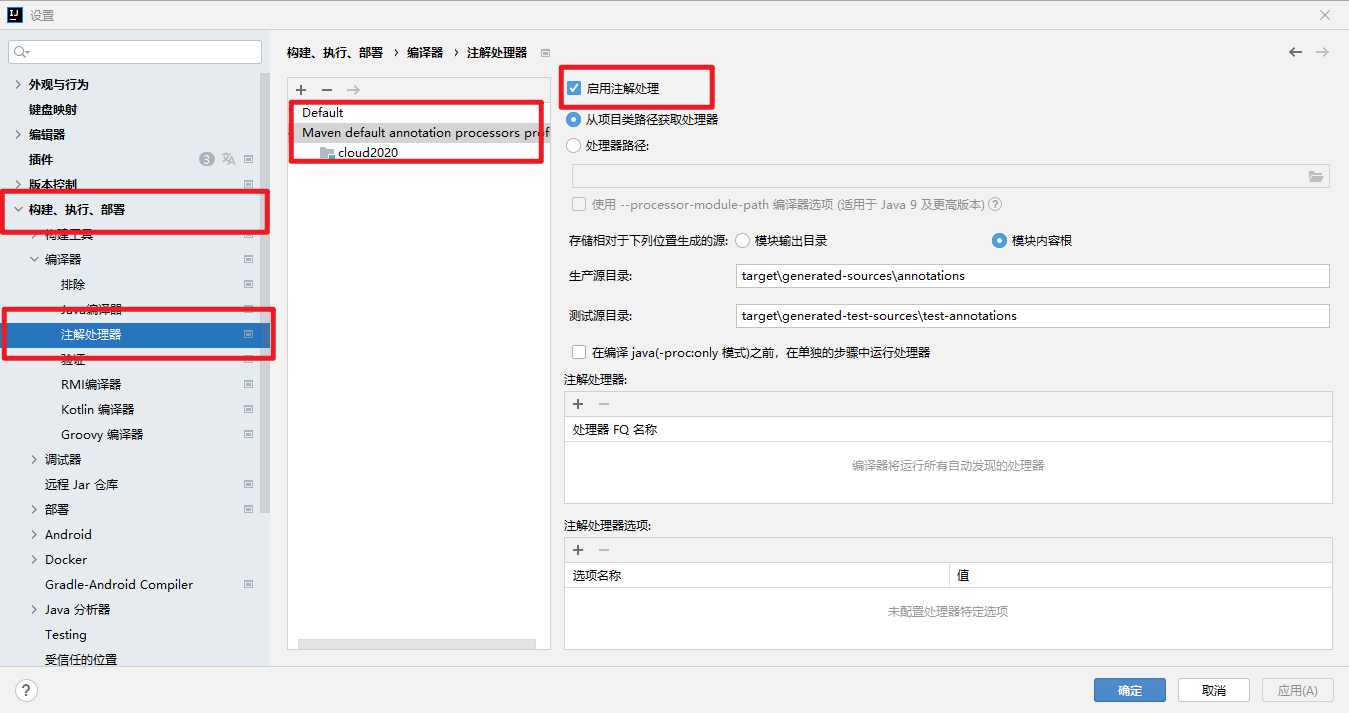 设置
外观与行为
键盘映射
编辑器
插件 3
版本控制
构建、执行、部署
构建工具
编译器
排除
Java编译器
注解处理器
验证
RMI编译器
Kotlin 编译器
Groovy 编译器
调试器
远程 Jar 仓库
部署
Android
Docker
Gradle-Android Compiler
Java 分析器
Testing
受信任的位置
构建、执行、部署 › 编译器 › 注解处理器
Default
Maven default annotation processors prof
cloud2020
启用注解处理
从项目类路径获取处理器
处理器路径:
使用 --processor-module-path 编译器选项 (适用于 Java 9 及更高版本) ?
存储相对于下列位置生成的源: 模块输出目录 模块内容根
生产源目录: target\generated-sources\annotations
测试源目录: target\generated-test-sources\test-annotations
在编译 java(-proc:only 模式)之前，在单独的步骤中运行处理器
注解处理器:
处理器 FQ 名称
编译器将运行所有自动发现的处理器
注解处理器选项:
选项名称 值
未配置处理器特定选项
? 确定 取消 应用(A)